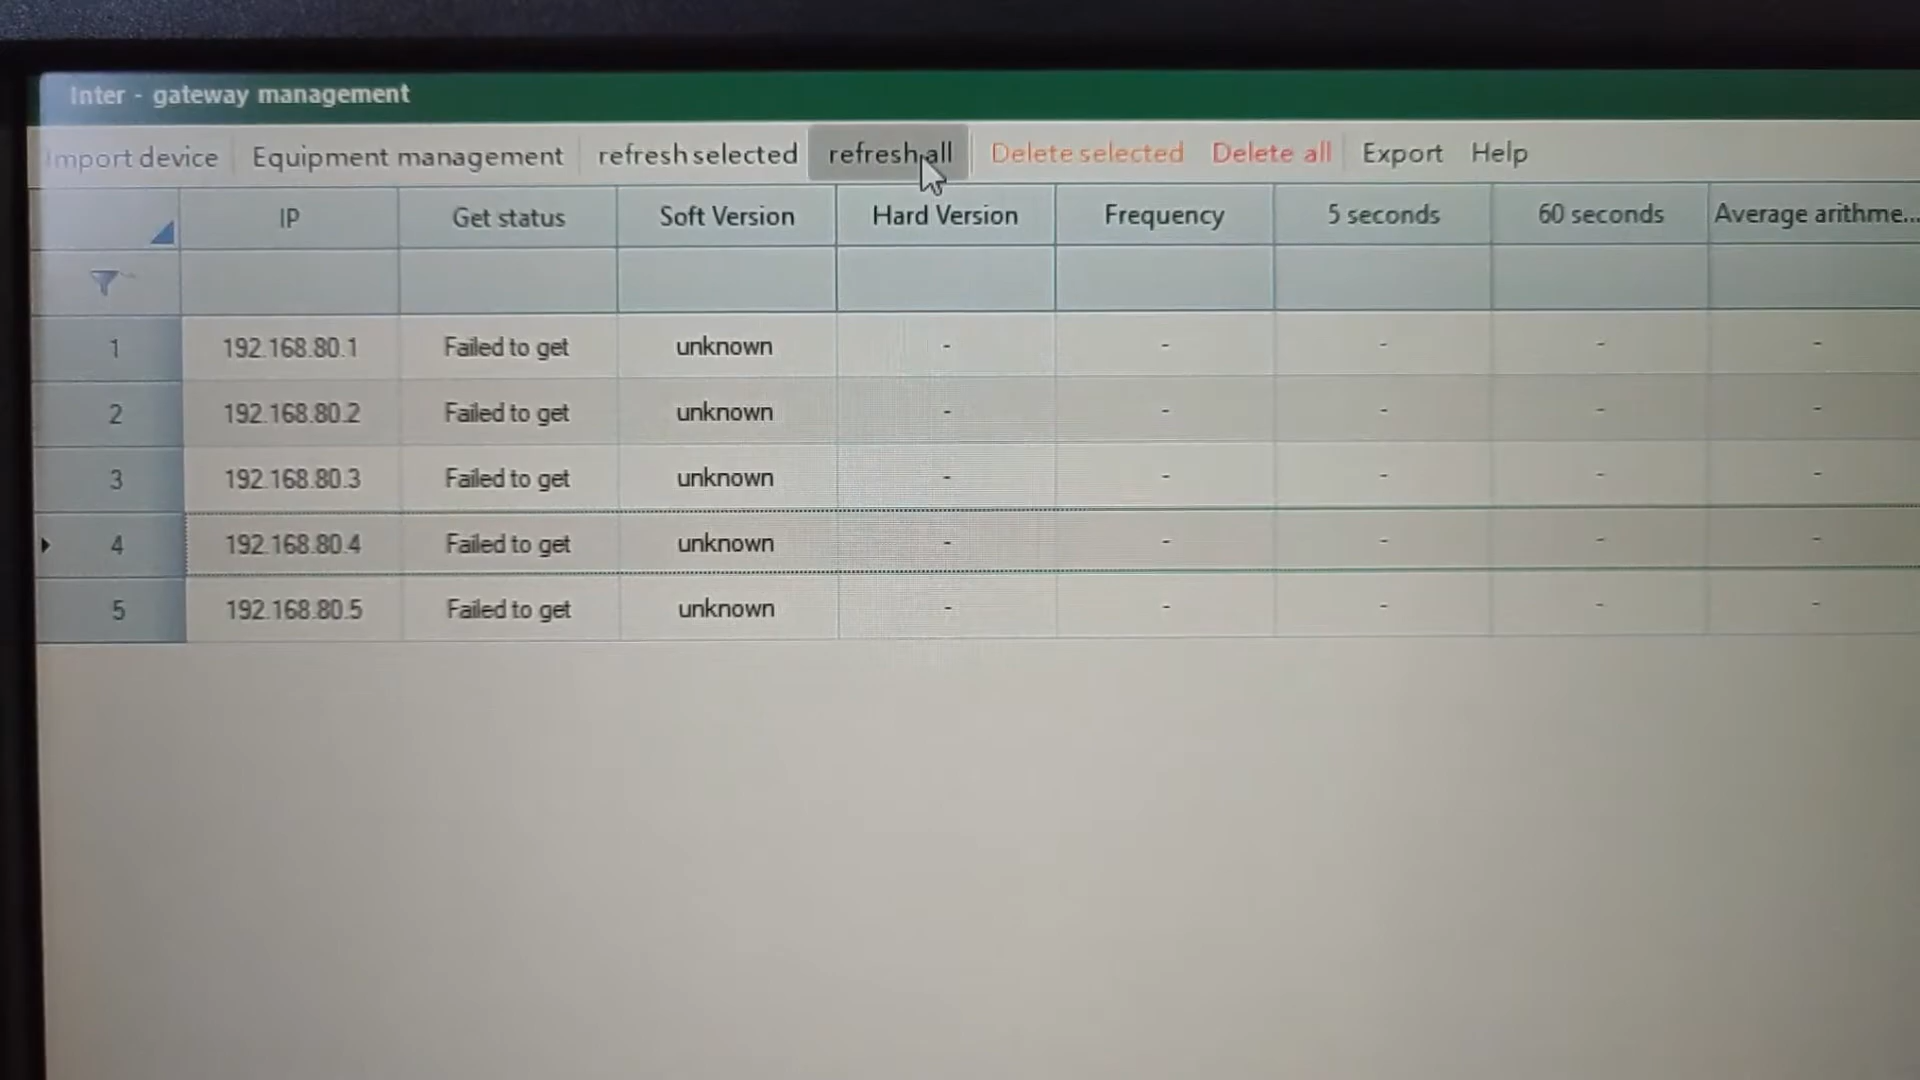 Inter - gateway management
Import device Equipment management refresh selected refresh all Delete selected Delete all Export Help
IP Get status Soft Version Hard Version Frequency 5 seconds 60 seconds Average arithme...
1 192.168.80.1 Failed to get unknown - - - - -
2 192.168.80.2 Failed to get unknown - - - - -
3 192.168.80.3 Failed to get unknown - - - - -
4 192.168.80.4 Failed to get unknown - - - - -
5 192.168.80.5 Failed to get unknown - - - - -